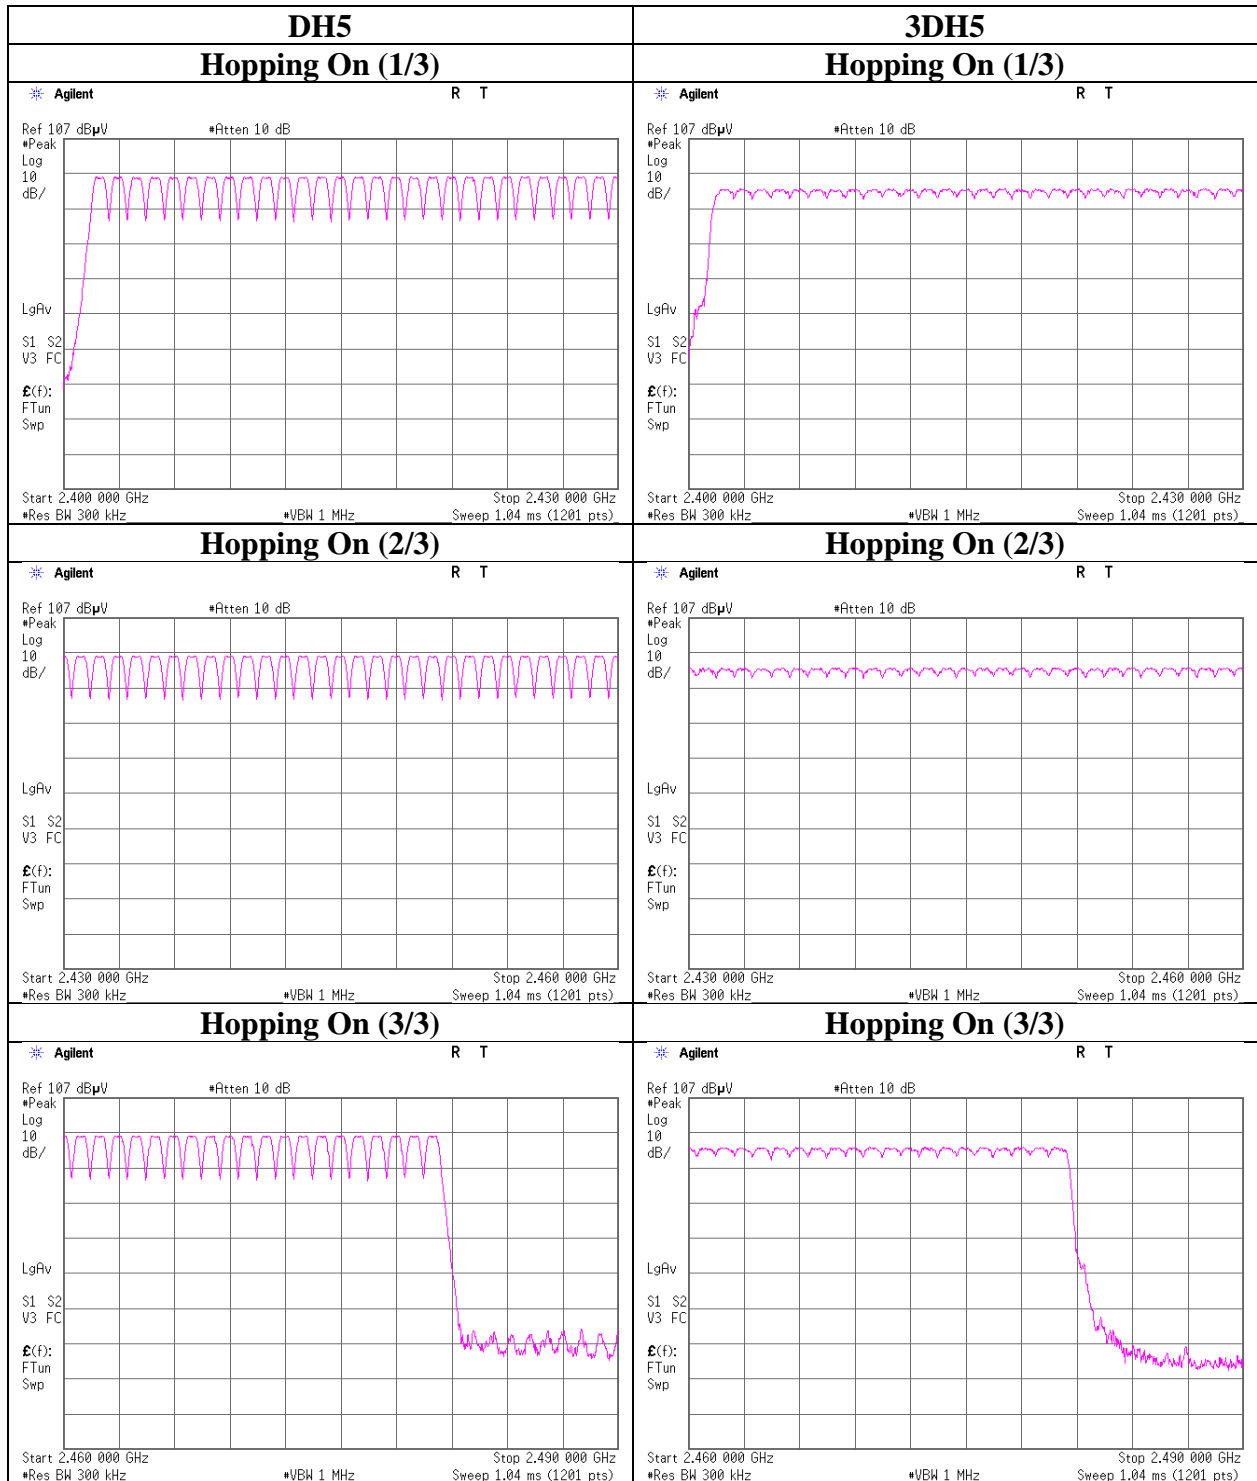 DH5 3DH5
Hopping On (1/3) Hopping On (1/3)
Agilent R T Agilent R T
Ref 107 dBµV #Atten 10 dB Ref 107 dBµV #Atten 10 dB
#Peak #Peak
Log Log
10 10
dB/ dB/
LgAv LgAv
S1 S2 S1 S2
V3 FC V3 FC
£(f): £(f):
FTun FTun
Swp Swp
Start 2.400 000 GHz Stop 2.430 000 GHz Start 2.400 000 GHz Stop 2.430 000 GHz
#Res BW 300 kHz #VBW 1 MHz Sweep 1.04 ms (1201 pts) #Res BW 300 kHz #VBW 1 MHz Sweep 1.04 ms (1201 pts)
Hopping On (2/3) Hopping On (2/3)
Agilent R T Agilent R T
Ref 107 dBµV #Atten 10 dB Ref 107 dBµV #Atten 10 dB
#Peak #Peak
Log Log
10 10
dB/ dB/
LgAv LgAv
S1 S2 S1 S2
V3 FC V3 FC
£(f): £(f):
FTun FTun
Swp Swp
Start 2.430 000 GHz Stop 2.460 000 GHz Start 2.430 000 GHz Stop 2.460 000 GHz
#Res BW 300 kHz #VBW 1 MHz Sweep 1.04 ms (1201 pts) #Res BW 300 kHz #VBW 1 MHz Sweep 1.04 ms (1201 pts)
Hopping On (3/3) Hopping On (3/3)
Agilent R T Agilent R T
Ref 107 dBµV #Atten 10 dB Ref 107 dBµV #Atten 10 dB
#Peak #Peak
Log Log
10 10
dB/ dB/
LgAv LgAv
S1 S2 S1 S2
V3 FC V3 FC
£(f): £(f):
FTun FTun
Swp Swp
Start 2.460 000 GHz Stop 2.490 000 GHz Start 2.460 000 GHz Stop 2.490 000 GHz
#Res BW 300 kHz #VBW 1 MHz Sweep 1.04 ms (1201 pts) #Res BW 300 kHz #VBW 1 MHz Sweep 1.04 ms (1201 pts)